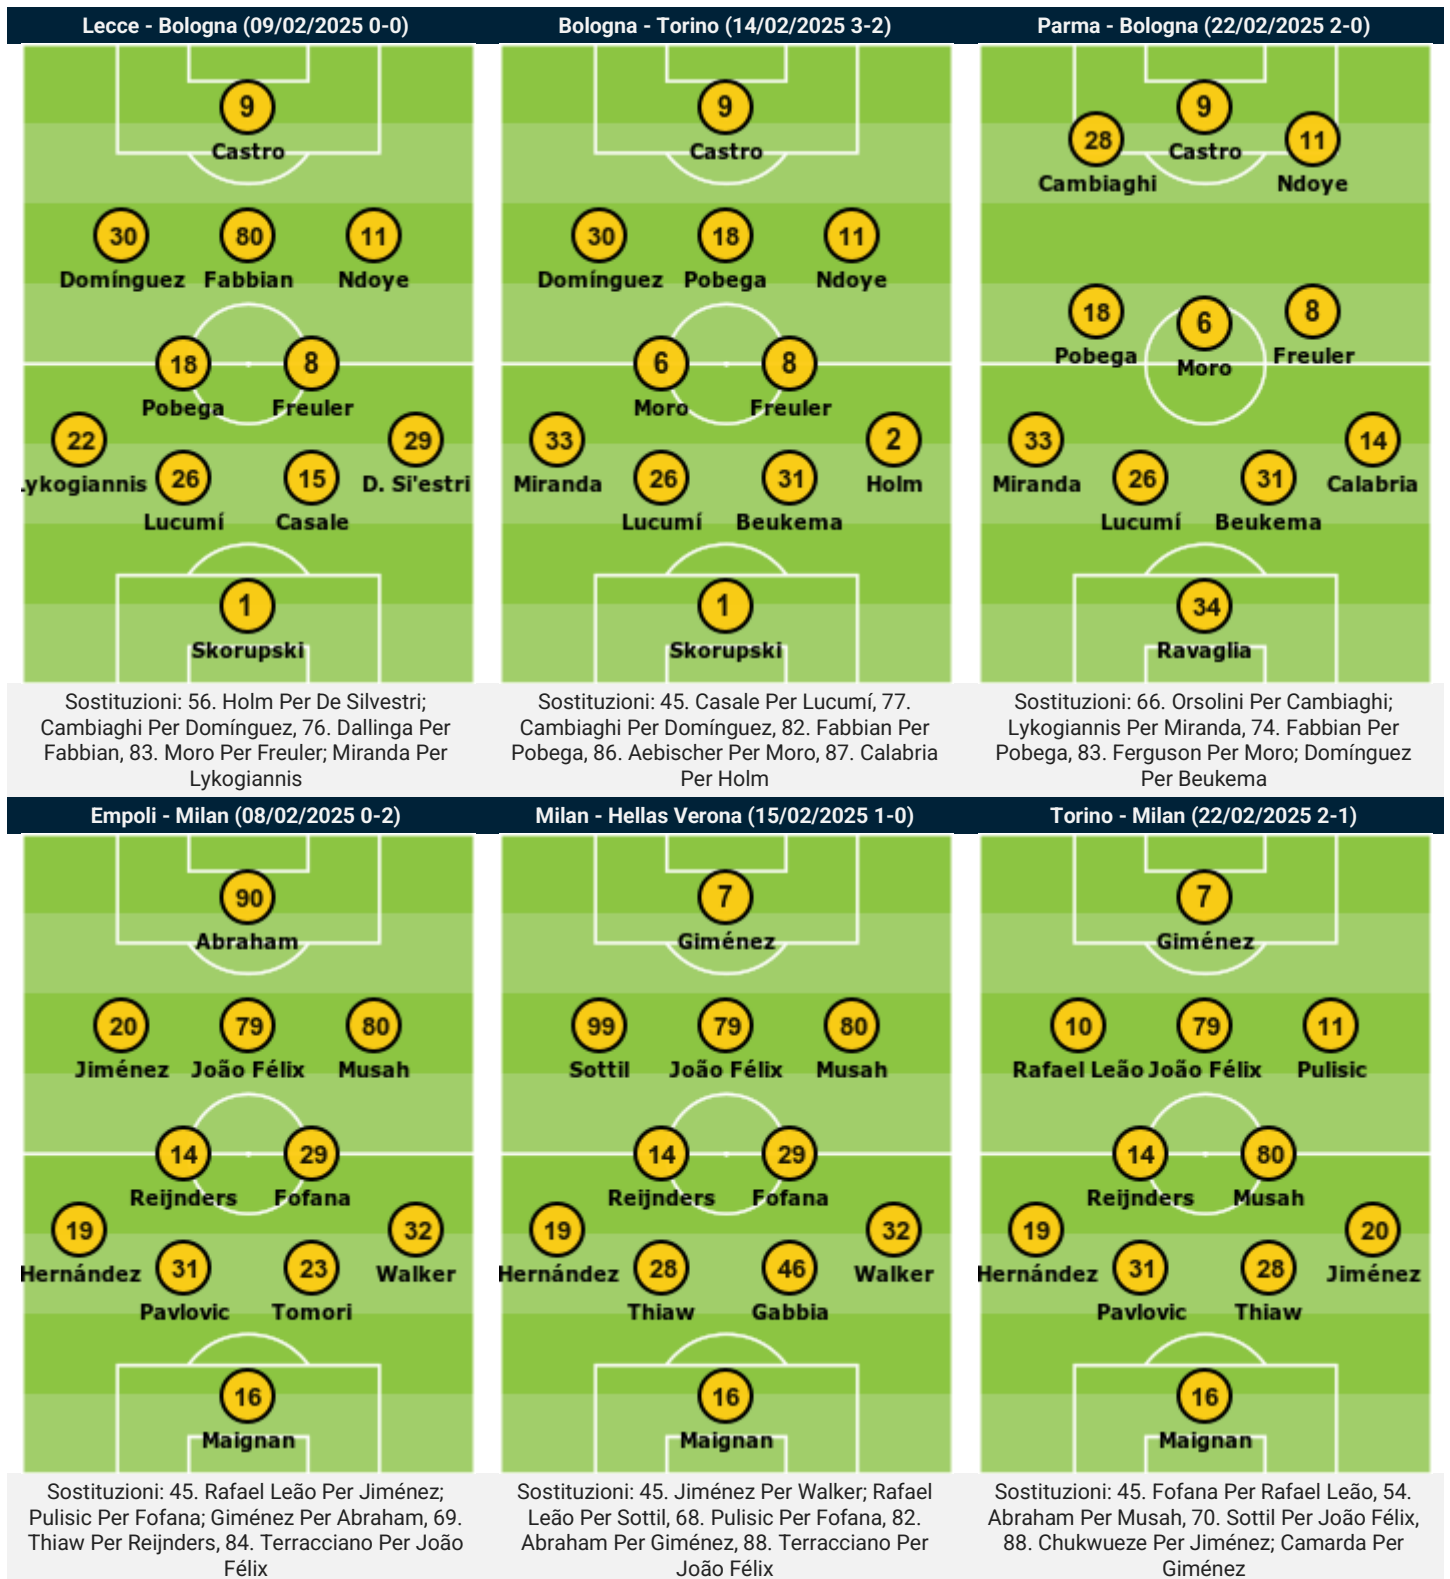 Lecce - Bologna (09/02/2025 0-0)
9
Castro
30 80 11
Domínguez Fabbian Ndoye
18 8
Pobega Freuler
22 29
Lykogiannis 26 15 D. Si'estri
Lucumí Casale
1
Skorupski
Sostituzioni: 56. Holm Per De Silvestri;
Cambiaghi Per Domínguez, 76. Dallinga Per
Fabbian, 83. Moro Per Freuler; Miranda Per
Lykogiannis
Bologna - Torino (14/02/2025 3-2)
9
Castro
30 18 11
Domínguez Pobega Ndoye
6 8
Moro Freuler
33 2
Miranda 26 31 Holm
Lucumí Beukema
1
Skorupski
Sostituzioni: 45. Casale Per Lucumí, 77.
Cambiaghi Per Domínguez, 82. Fabbian Per
Pobega, 86. Aebischer Per Moro, 87. Calabria
Per Holm
Parma - Bologna (22/02/2025 2-0)
9
28 Castro 11
Cambiaghi Ndoye
18 6 8
Pobega Moro Freuler
33 14
Miranda 26 31 Calabria
Lucumí Beukema
34
Ravaglia
Sostituzioni: 66. Orsolini Per Cambiaghi;
Lykogiannis Per Miranda, 74. Fabbian Per
Pobega, 83. Ferguson Per Moro; Domínguez
Per Beukema
Empoli - Milan (08/02/2025 0-2)
90
Abraham
20 79 80
Jiménez João Félix Musah
14 29
Reijnders Fofana
19 32
Hernández 31 23 Walker
Pavlovic Tomori
16
Maignan
Sostituzioni: 45. Rafael Leão Per Jiménez;
Pulisic Per Fofana; Giménez Per Abraham, 69.
Thiaw Per Reijnders, 84. Terracciano Per João
Félix
Milan - Hellas Verona (15/02/2025 1-0)
7
Giménez
99 79 80
Sottil João Félix Musah
14 29
Reijnders Fofana
19 32
Hernández 28 46 Walker
Thiaw Gabbia
16
Maignan
Sostituzioni: 45. Jiménez Per Walker; Rafael
Leão Per Sottil, 68. Pulisic Per Fofana, 82.
Abraham Per Giménez, 88. Terracciano Per
João Félix
Torino - Milan (22/02/2025 2-1)
7
Giménez
10 79 11
Rafael Leão João Félix Pulisic
14 80
Reijnders Musah
19 20
Hernández 31 28 Jiménez
Pavlovic Thiaw
16
Maignan
Sostituzioni: 45. Fofana Per Rafael Leão, 54.
Abraham Per Musah, 70. Sottil Per João Félix,
88. Chukwueze Per Jiménez; Camarda Per
Giménez